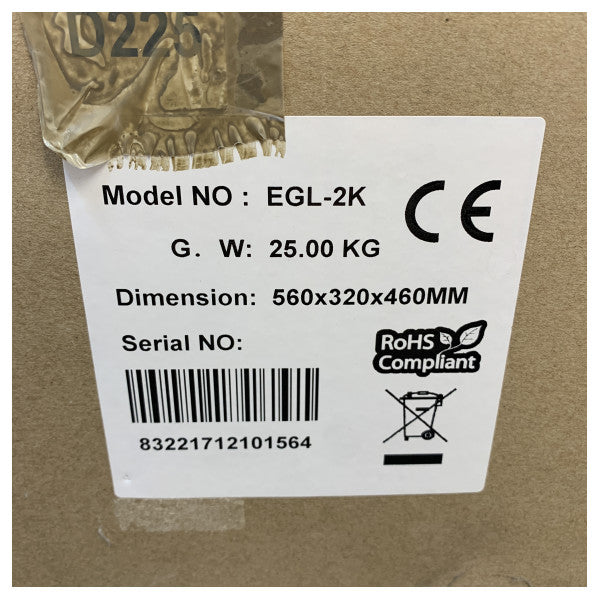 D225
Model NO : EGL-2K
CE
G. W: 25.00 KG
Dimension: 560x320x460MM
Serial NO:
RoHS
Compliant
83221712101564